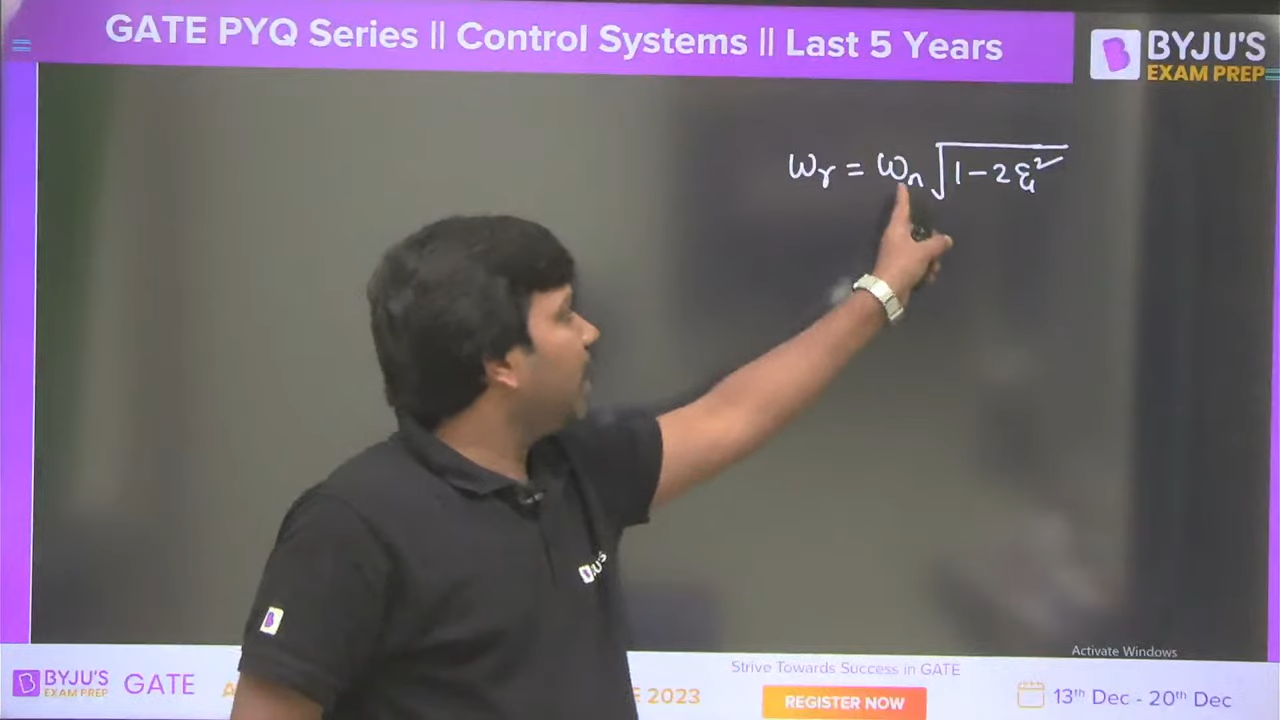 GATE PYQ Series || Control Systems || Last 5 Years
BYJU'S
EXAM PREP
ωr = ωn √1 - 2ξ²
BYJU'S
B
Activate Windows
BYJU'S
EXAM PREP
GATE
2023
Strive Towards Success in GATE
REGISTER NOW
13th Dec - 20th Dec